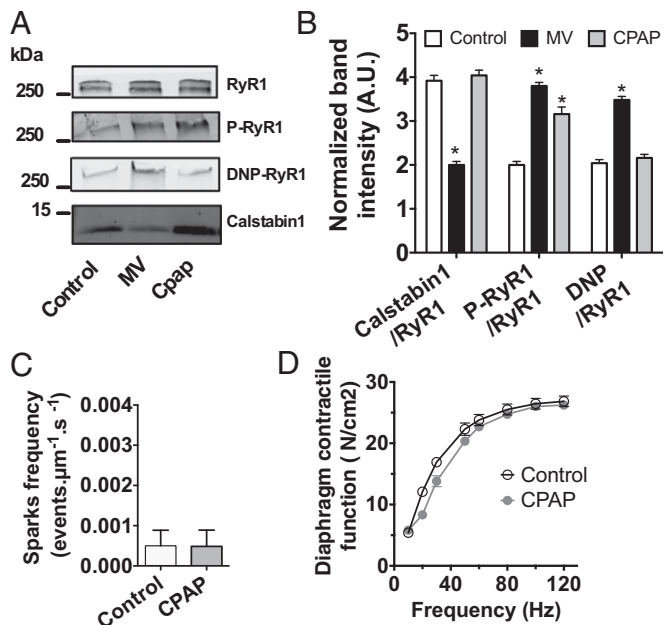 A
kDa
250
RyR1
250
P-RyR1
250
DNP-RyR1
15
Calstabin1
Control
MV
Cpap
B
Control
MV
CPAP
Normalized band
intensity (A.U.)
5
4
3
2
1
0
*
*
*
*
Calstabin1
/RyR1
P-RyR1
/RyR1
DNP
/RyR1
C
Sparks frequency
(events.µm⁻¹.s⁻¹)
0.004
0.003
0.002
0.001
0.000
Control
CPAP
D
Diaphragm contractile
function ( N/cm2)
30
20
10
0
Control
CPAP
0
40
80
120
Frequency (Hz)